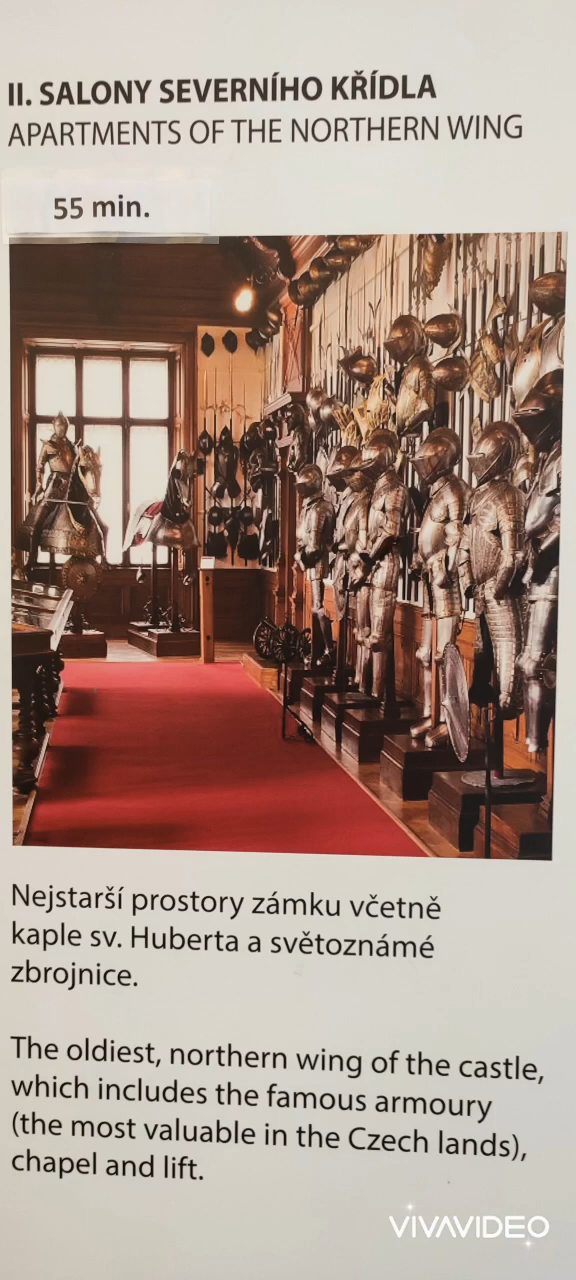 II. SALONY SEVERNÍHO KŘÍDLA
APARTMENTS OF THE NORTHERN WING
55 min.
Nejstarší prostory zámku včetně
kaple sv. Huberta a světoznámé
zbrojnice.
The oldiest, northern wing of the castle,
which includes the famous armoury
(the most valuable in the Czech lands),
chapel and lift.
VIVAVIDEO